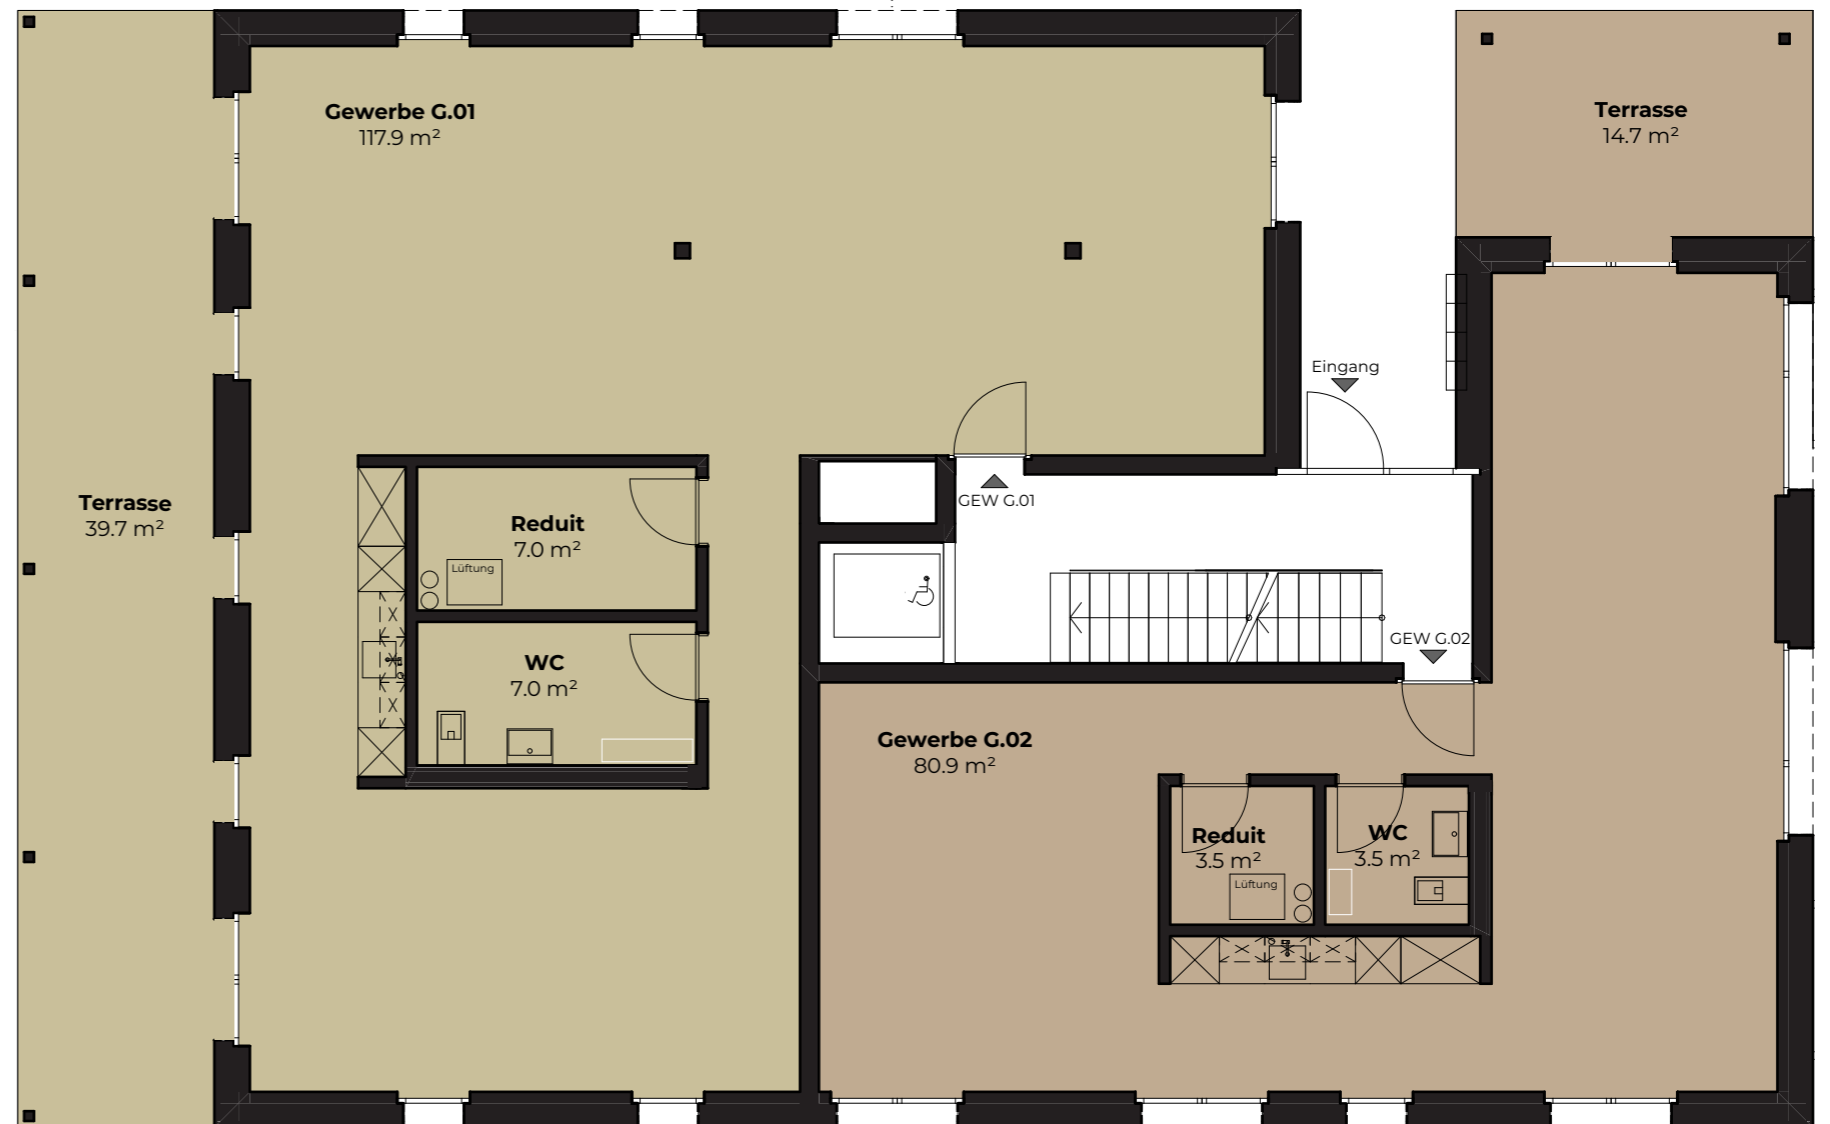 Gewerbe G.01
117.9 m²
Terrasse
14.7 m²
Eingang
Terrasse
39.7 m²
GEW G.01
Reduit
7.0 m²
Lüftung
GEW G.02
WC
7.0 m²
Gewerbe G.02
80.9 m²
Reduit
3.5 m²
WC
3.5 m²
Lüftung